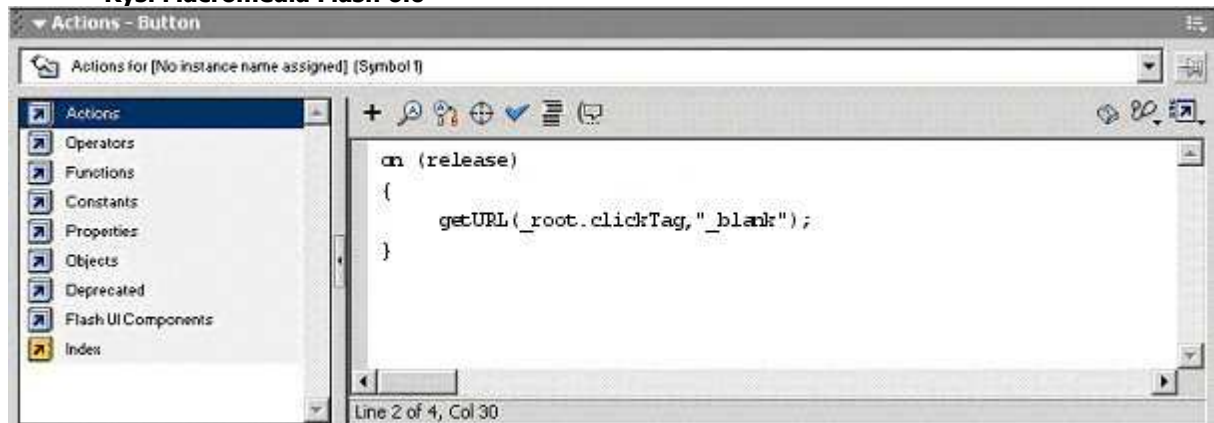 Rys. Macromedia Flash 6.0
Actions - Button
Actions for [No instance name assigned] (Symbol 1)
Actions
Operators
Functions
Constants
Properties
Objects
Deprecated
Flash UI Components
Index
on (release)
{
getURL(_root.clickTag,"_blank");
}
Line 2 of 4, Col 30